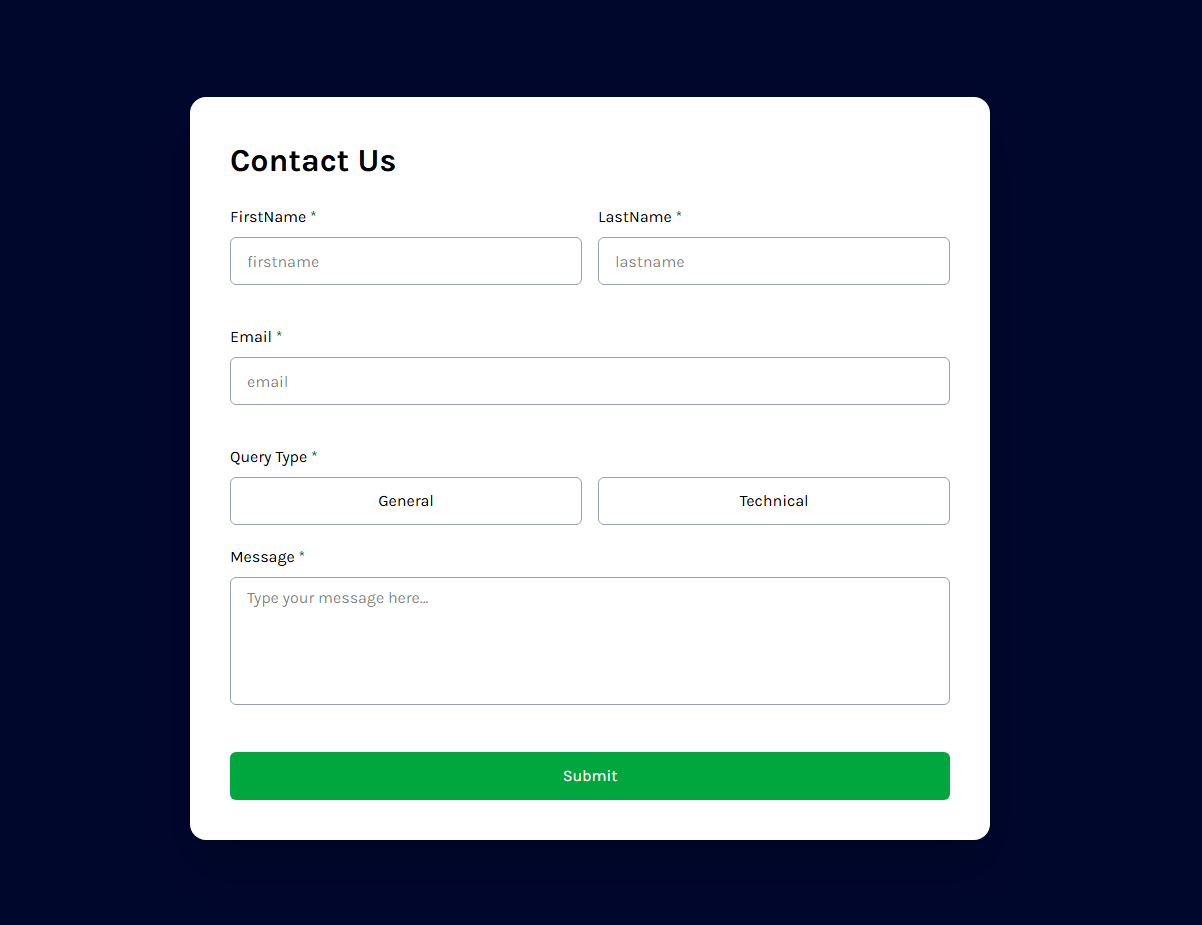 Contact Us
FirstName * LastName *
firstname lastname
Email *
email
Query Type *
General Technical
Message *
Type your message here...
Submit